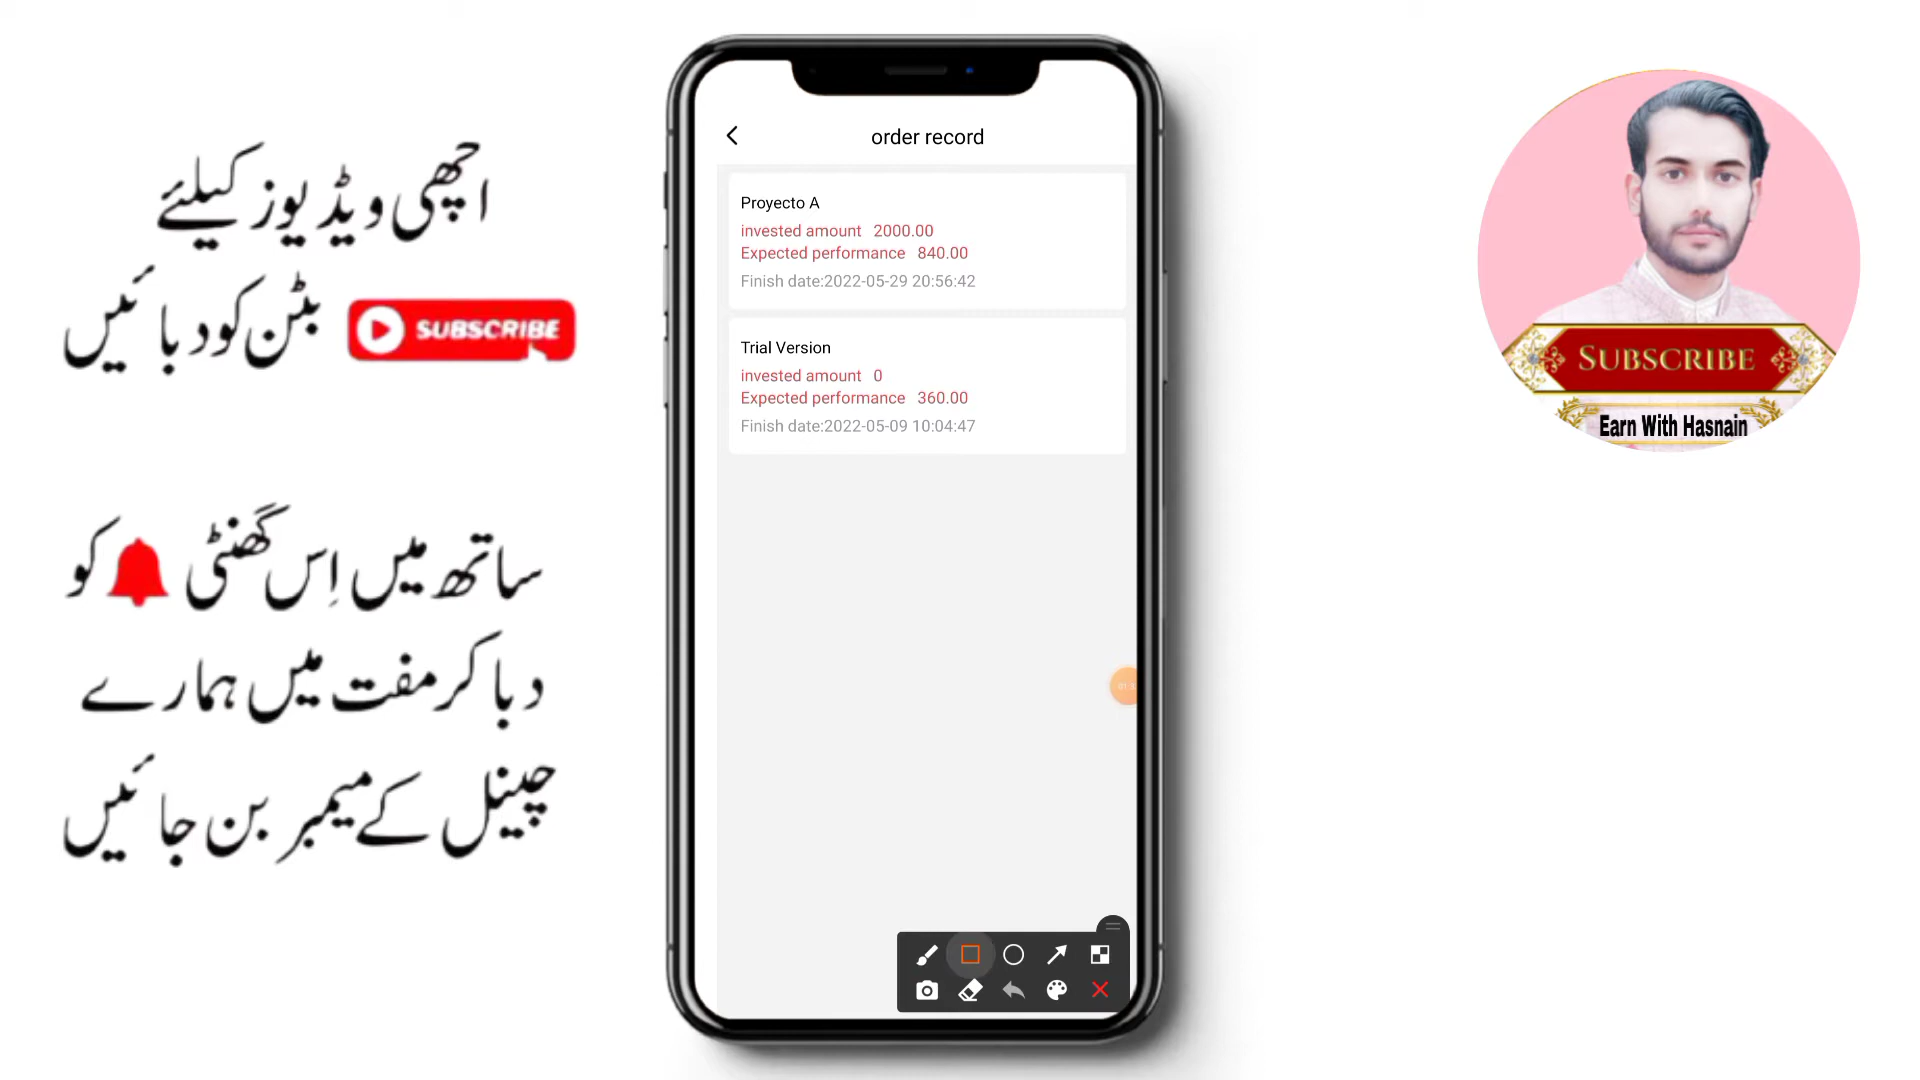 اچھی ویڈیوز کیلئے
بٹن کو دبائیں
SUBSCRIBE
ساتھ میں اِس گھنٹی کو
دبا کر مفت میں ہمارے
چینل کے میمبر بن جائیں
order record
Proyecto A
invested amount 2000.00
Expected performance 840.00
Finish date:2022-05-29 20:56:42
Trial Version
invested amount 0
Expected performance 360.00
Finish date:2022-05-09 10:04:47
SUBSCRIBE
Earn With Hasnain